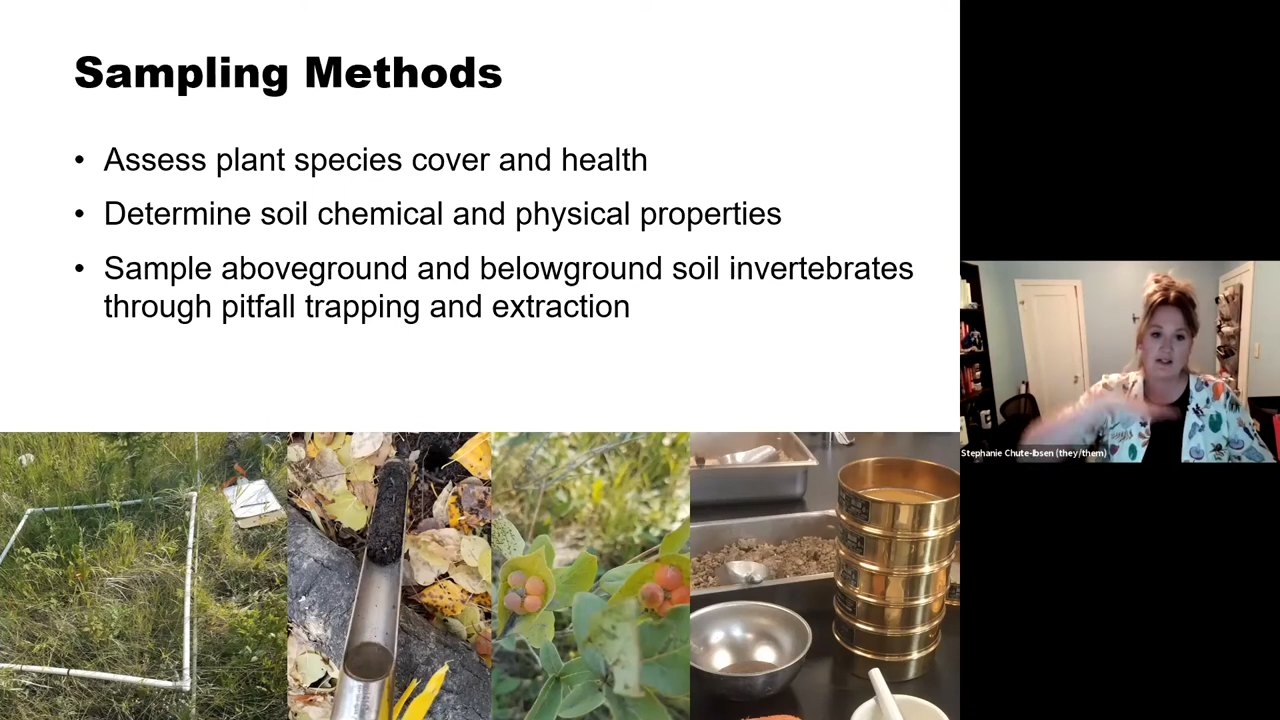 Sampling Methods
• Assess plant species cover and health
• Determine soil chemical and physical properties
• Sample aboveground and belowground soil invertebrates
through pitfall trapping and extraction
Stephanie Chute-Ibsen (they/them)